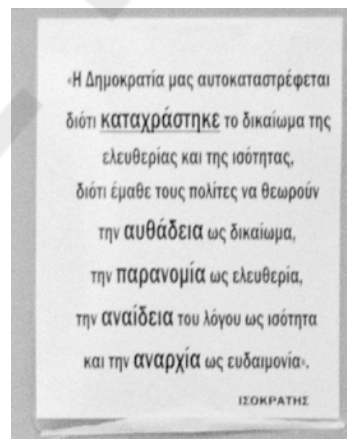 «Η Δημοκρατία μας αυτοκαταστρέφεται
διότι καταχράστηκε το δικαίωμα της
ελευθερίας και της ισότητας,
διότι έμαθε τους πολίτες να θεωρούν
την αυθάδεια ως δικαίωμα,
την παρανομία ως ελευθερία,
την αναίδεια του λόγου ως ισότητα
και την αναρχία ως ευδαιμονία».
ΙΣΟΚΡΑΤΗΣ